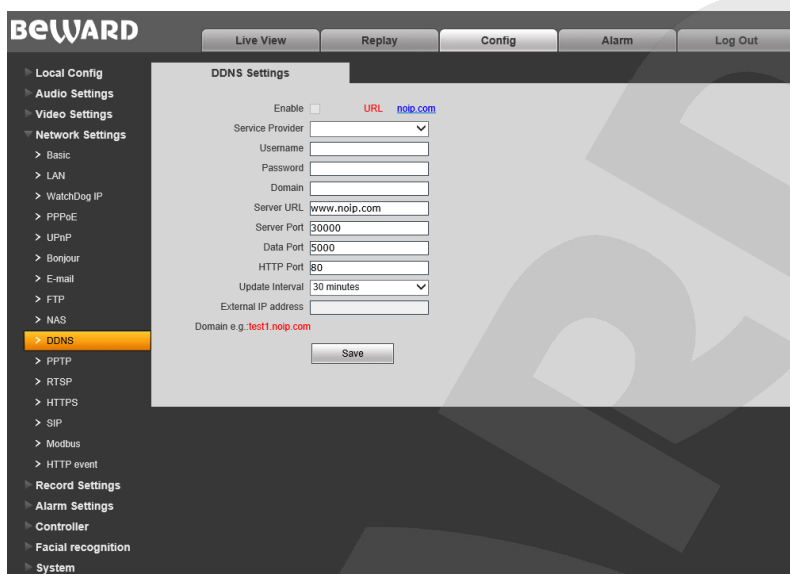 BEWARD
Live View
Replay
Config
Alarm
Log Out
Local Config
Audio Settings
Video Settings
Network Settings
> Basic
> LAN
> WatchDog IP
> PPPoE
> UPnP
> Bonjour
> E-mail
> FTP
> NAS
> DDNS
> PPTP
> RTSP
> HTTPS
> SIP
> Modbus
> HTTP event
Record Settings
Alarm Settings
Controller
Facial recognition
System
DDNS Settings
Enable URL noip.com
Service Provider
Username
Password
Domain
Server URL www.noip.com
Server Port 30000
Data Port 5000
HTTP Port 80
Update Interval 30 minutes
External IP address
Domain e.g.:test1.noip.com
Save